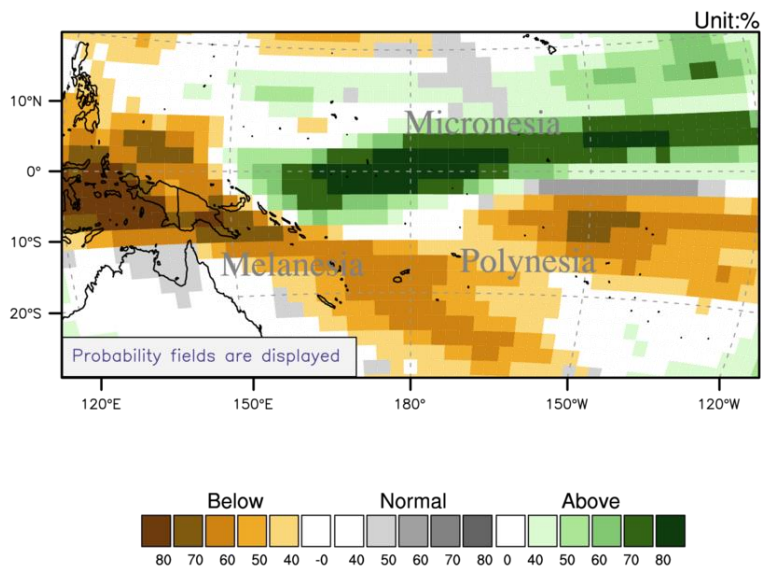 Unit:%
10°N
Micronesia
0°
10°S
Melanesia
Polynesia
20°S
Probability fields are displayed
120°E 150°E 180° 150°W 120°W
Below Normal Above
80 70 60 50 40 -0 40 50 60 70 80 0 40 50 60 70 80